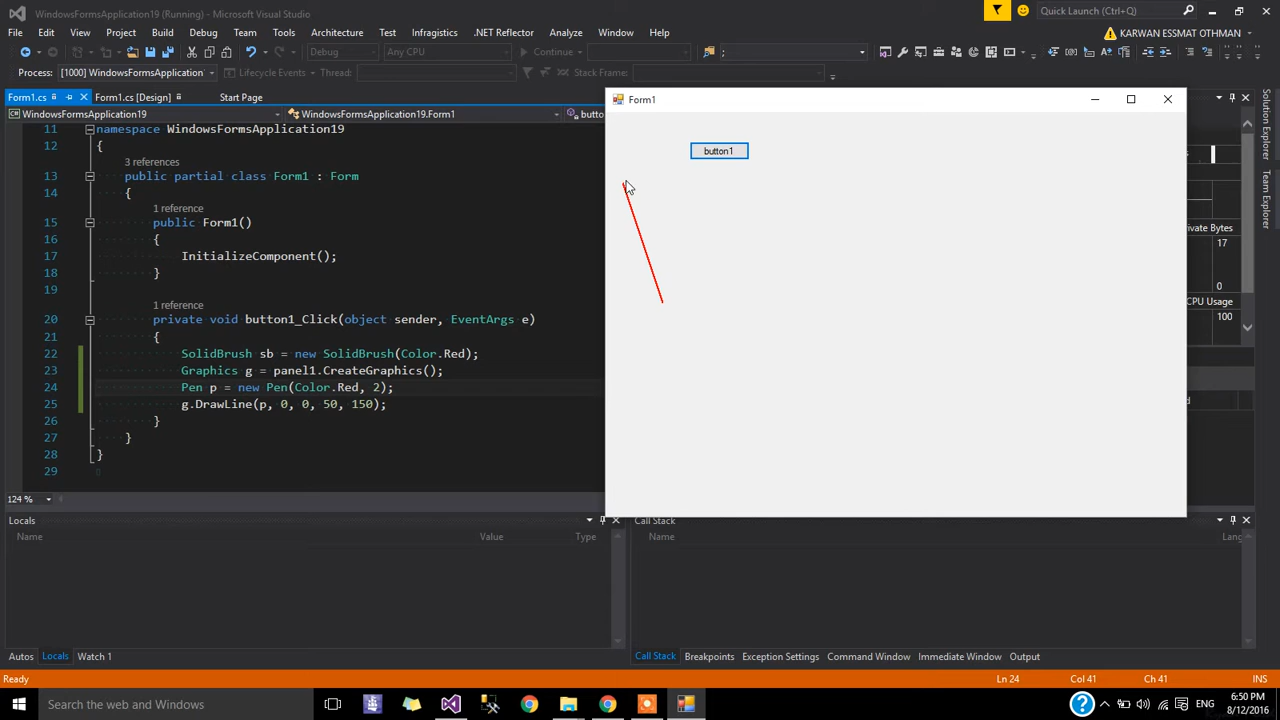 WindowsFormsApplication19 (Running) - Microsoft Visual Studio
Quick Launch (Ctrl+Q)
File Edit View Project Build Debug Team Tools Architecture Test Insights .NET Reflector Analyze Window Help
KARWAN ESSMAT OTHMAN
Debug Any CPU Continue ;
Process: [1000] WindowsFormsApplication Lifecycle Events Thread: Stack Frame:
Form1.cs Form1.cs [Design] Start Page
WindowsFormsApplication19 WindowsFormsApplication19.Form1 butto
11 namespace WindowsFormsApplication19
12 {
3 references
13 public partial class Form1 : Form
14 {
1 reference
15 public Form1()
16 {
17 InitializeComponent();
18 }
19
1 reference
20 private void button1_Click(object sender, EventArgs e)
21 {
22 SolidBrush sb = new SolidBrush(Color.Red);
23 Graphics g = panel1.CreateGraphics();
24 Pen p = new Pen(Color.Red, 2);
25 g.DrawLine(p, 0, 0, 50, 150);
26 }
27 }
28 }
29
124 %
Form1
button1
Solution Explorer
Team Explorer
rivate Bytes
17
0
CPU Usage
100
Locals
Name Value Type
Autos Locals Watch 1
Call Stack
Name Lang
Call Stack Breakpoints Exception Settings Command Window Immediate Window Output
Ready Ln 24 Col 41 Ch 41 INS
Search the web and Windows
ENG
6:50 PM
8/12/2016